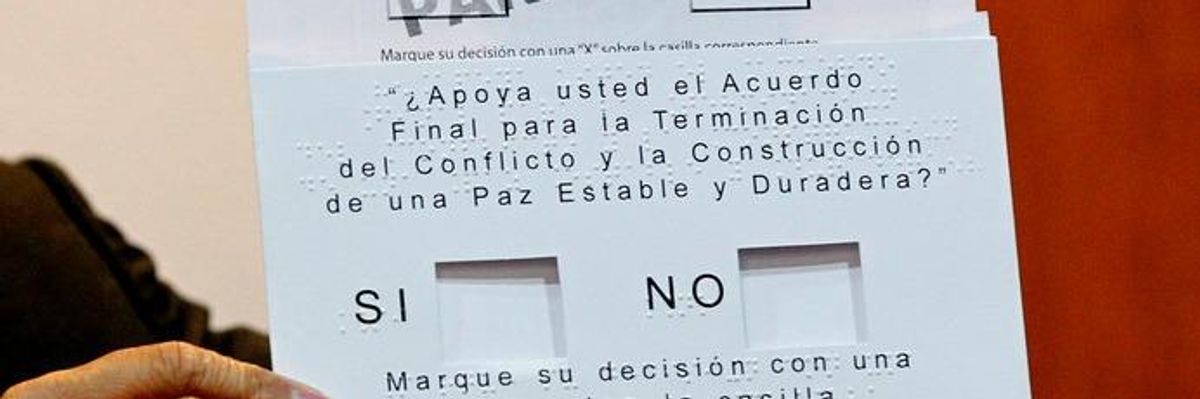 Marque su decisión con una "X" sobre la casilla correspondiente
"¿Apoya usted el Acuerdo
Final para la Terminación
del Conflicto y la Construcción
de una Paz Estable y Duradera?"
SI NO
Marque su decisión con una